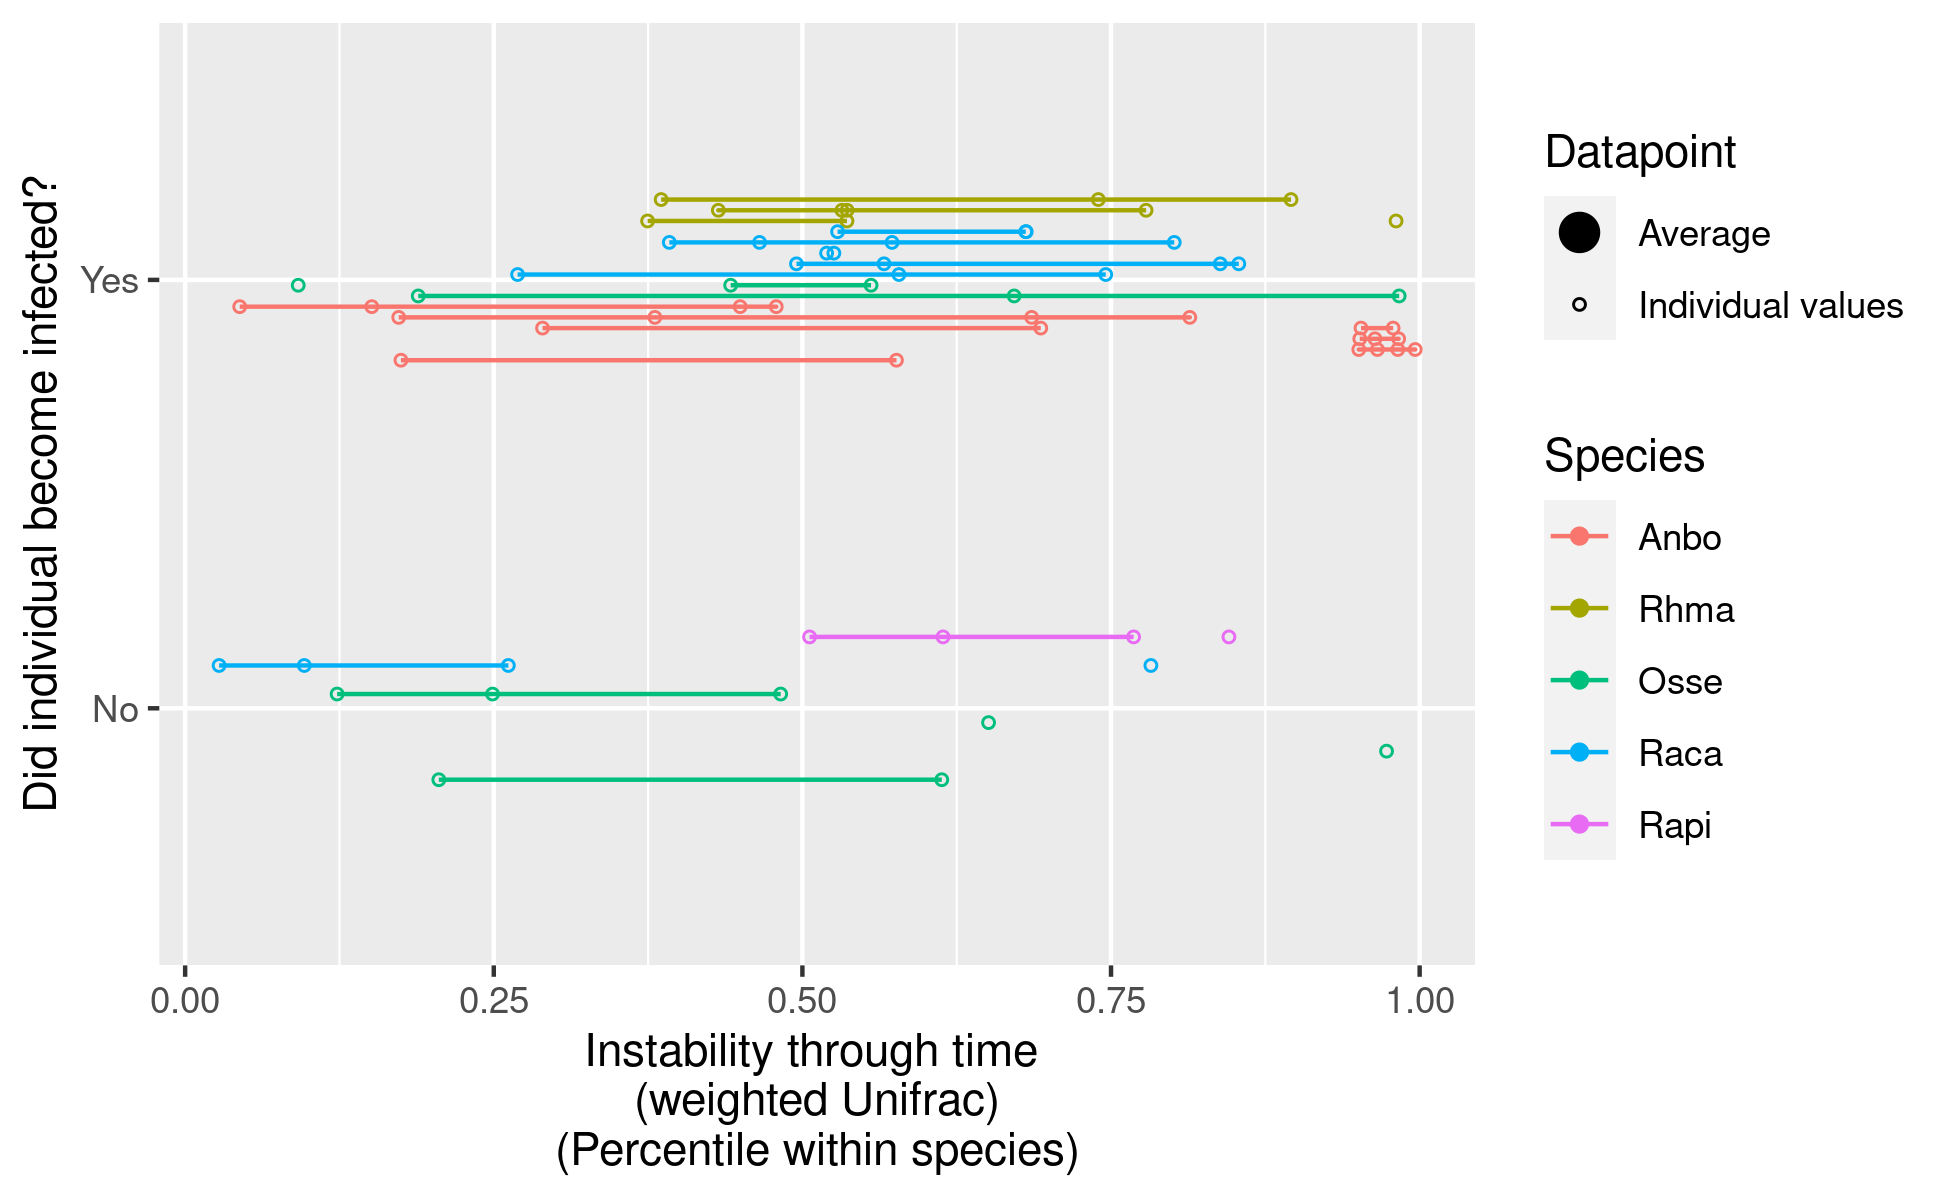 Did individual become infected?
Yes
No
0.00 0.25 0.50 0.75 1.00
Instability through time
(weighted Unifrac)
(Percentile within species)
Datapoint
Average
Individual values
Species
Anbo
Rhma
Osse
Raca
Rapi